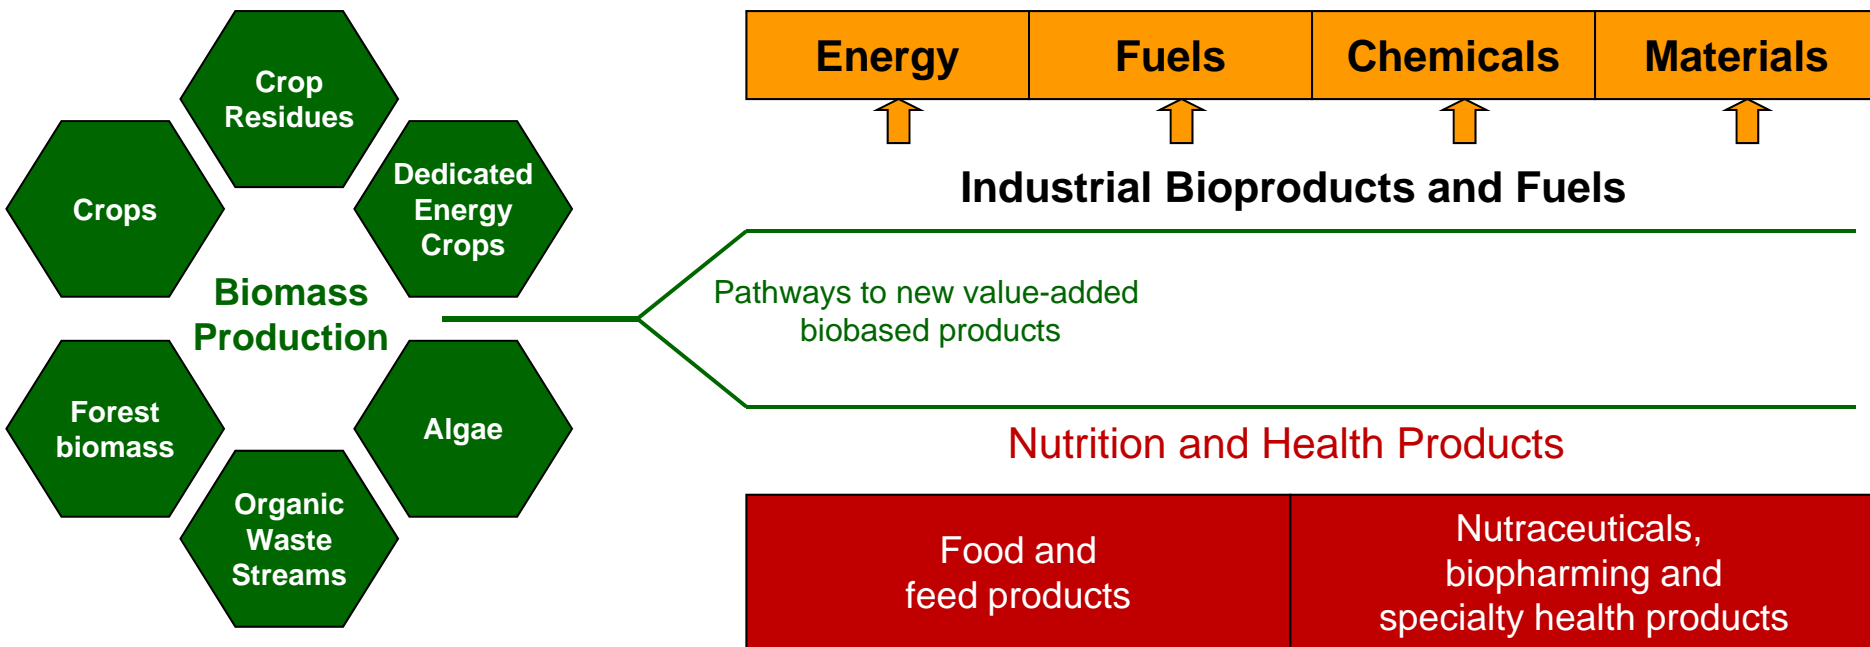 Crop
Residues
Crops
Dedicated
Energy
Crops
Biomass
Production
Forest
biomass
Algae
Organic
Waste
Streams
Energy
Fuels
Chemicals
Materials
Industrial Bioproducts and Fuels
Pathways to new value-added
biobased products
Nutrition and Health Products
Food and
feed products
Nutraceuticals,
biopharming and
specialty health products